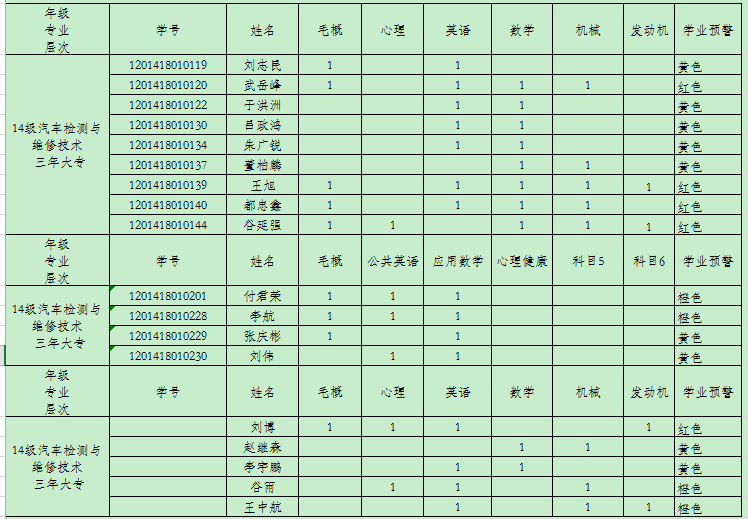 年级
专业
层次 学号 姓名 毛概 心理 英语 数学 机械 发动机 学业预警
14级汽车检测与
维修技术
三年大专
1201418010119 刘志民 1 1 黄色
1201418010120 武岳峰 1 1 1 1 红色
1201418010122 于洪洲 1 1 黄色
1201418010130 吕政鸿 1 1 黄色
1201418010134 朱广锐 1 1 黄色
1201418010137 董柏麟 1 1 黄色
1201418010139 王旭 1 1 1 1 1 红色
1201418010140 都忠鑫 1 1 1 1 红色
1201418010144 谷延强 1 1 1 1 1 红色
年级
专业
层次 学号 姓名 毛概 公共英语 应用数学 心理健康 科目5 科目6 学业预警
14级汽车检测与
维修技术
三年大专
1201418010201 付君荣 1 1 1 橙色
1201418010228 李航 1 1 1 橙色
1201418010229 张庆彬 1 1 黄色
1201418010230 刘伟 1 1 黄色
年级
专业
层次 学号 姓名 毛概 心理 英语 数学 机械 发动机 学业预警
14级汽车检测与
维修技术
三年大专
刘博 1 1 1 1 红色
赵继森 1 1 黄色
李宇鹏 1 1 黄色
谷雨 1 1 1 橙色
王中航 1 1 1 橙色